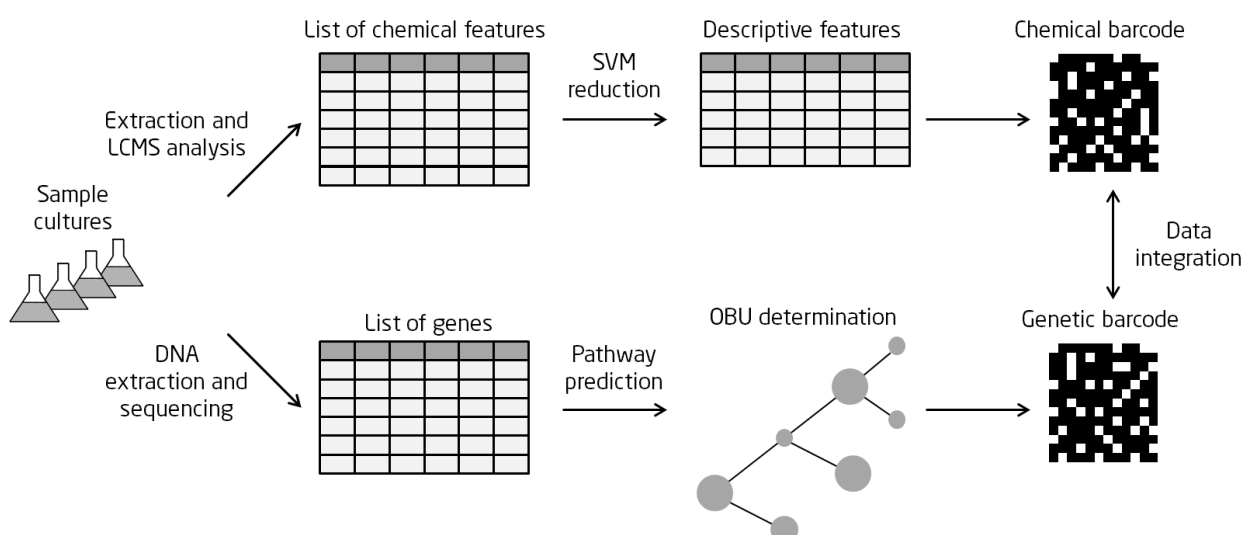 List of chemical features
SVM
reduction
Descriptive features
Chemical barcode
Extraction and
LCMS analysis
Sample
cultures
Data
integration
DNA
extraction and
sequencing
List of genes
Pathway
prediction
OBU determination
Genetic barcode